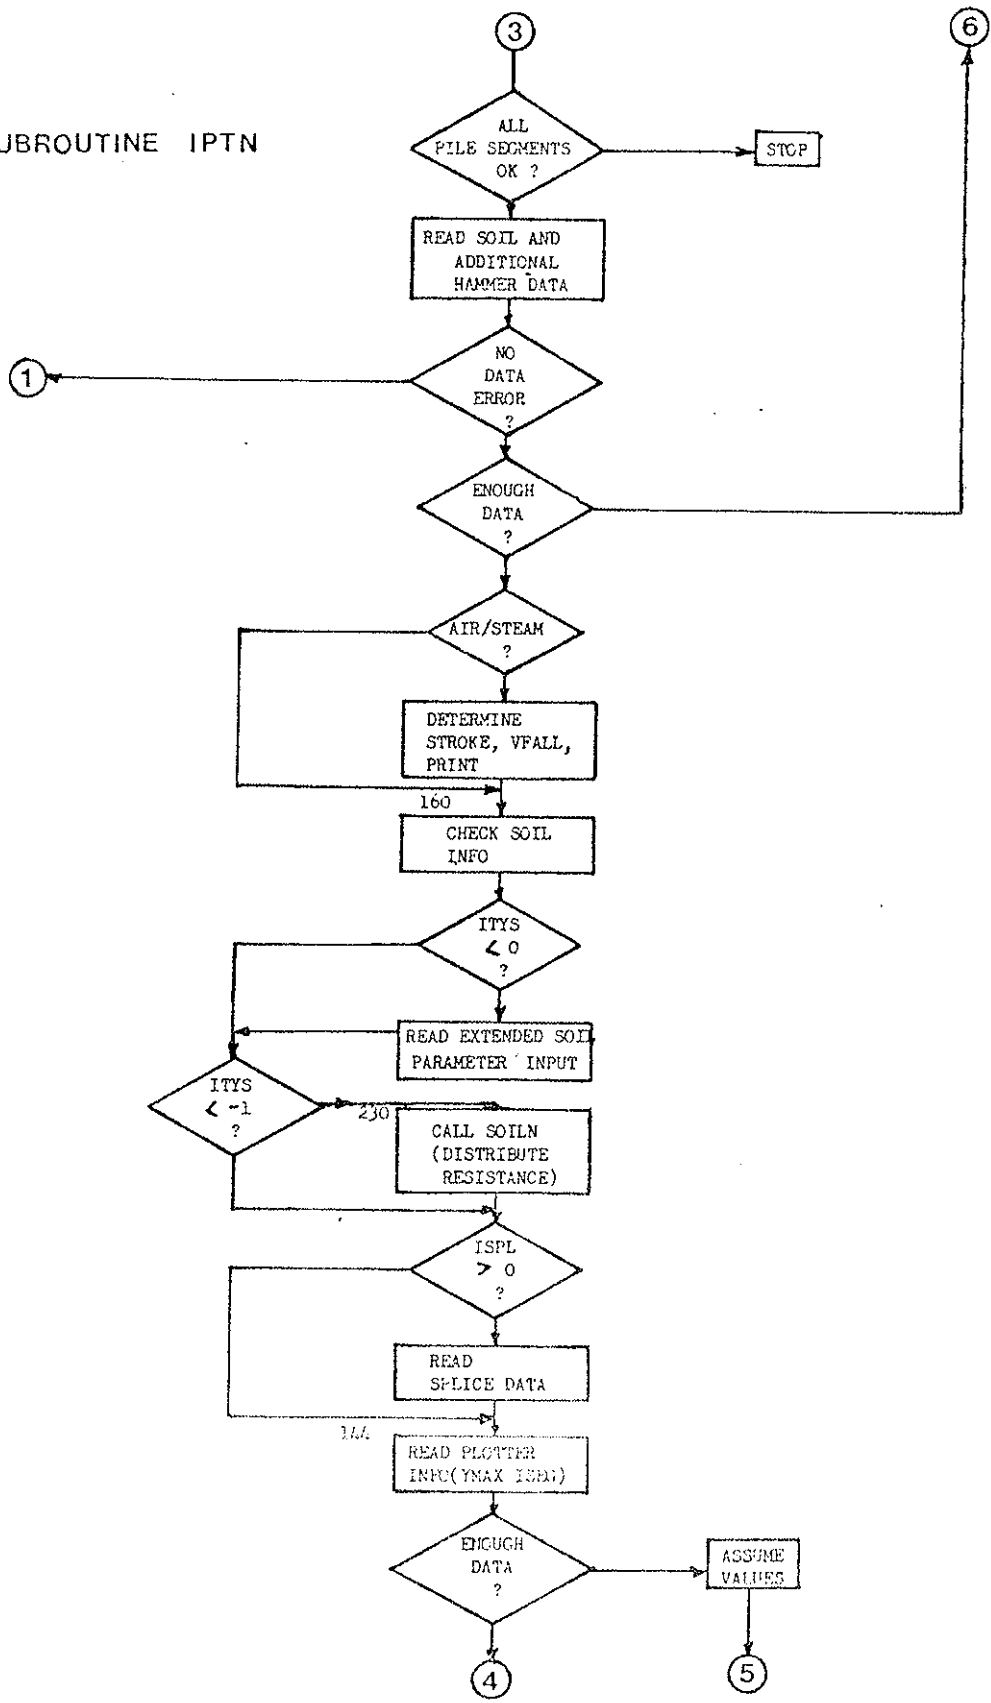 3
6
UBROUTINE IPTN
ALL
PILE SEGMENTS
OK ?
STOP
READ SOIL AND
ADDITIONAL
HAMMER DATA
1
NO
DATA
ERROR
?
ENOUGH
DATA
?
AIR/STEAM
?
DETERMINE
STROKE, VFALL,
PRINT
160
CHECK SOIL
INFO
ITYS
< 0
?
READ EXTENDED SOIL
PARAMETER INPUT
ITYS
< -1
?
230
CALL SOILN
(DISTRIBUTE
RESISTANCE)
ISPL
> 0
?
READ
SPLICE DATA
144
READ PLOTTER
INFO(YMAX
ENOUGH
DATA
?
ASSUME
VALUES
4
5